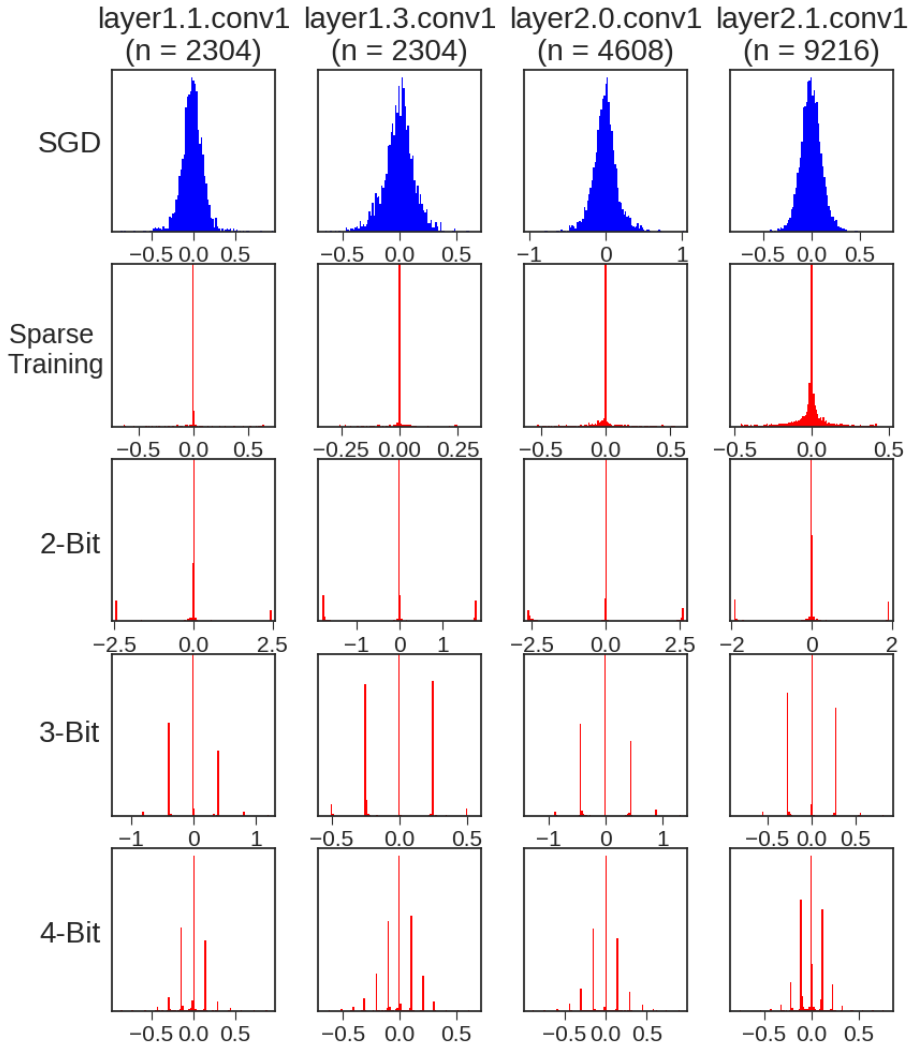 layer1.1.conv1 layer1.3.conv1 layer2.0.conv1 layer2.1.conv1
(n = 2304) (n = 2304) (n = 4608) (n = 9216)
SGD
−0.5 0.0 0.5 −0.5 0.0 0.5 −1 0 1 −0.5 0.0 0.5
Sparse
Training
−0.5 0.0 0.5 −0.25 0.00 0.25 −0.5 0.0 0.5 −0.5 0.0 0.5
2-Bit
−2.5 0.0 2.5 −1 0 1 −2.5 0.0 2.5 −2 0 2
3-Bit
−1 0 1 −0.5 0.0 0.5 −1 0 1 −0.5 0.0 0.5
4-Bit
−0.5 0.0 0.5 −0.5 0.0 0.5 −0.5 0.0 0.5 −0.5 0.0 0.5